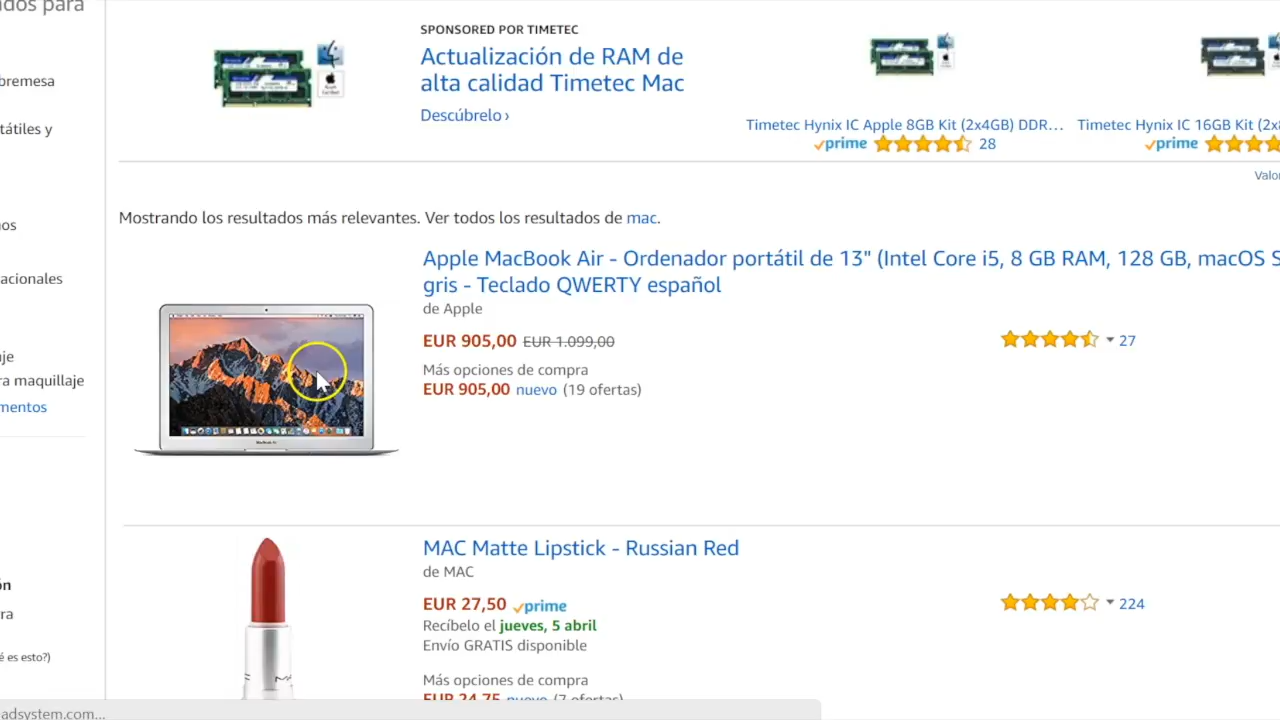 dos para
bremesa
tátiles y
os
acionales
je
ra maquillaje
mentos
ón
ra
é es esto?)
SPONSORED POR TIMETEC
Actualización de RAM de
alta calidad Timetec Mac
Descúbrelo ›
Timetec Hynix IC Apple 8GB Kit (2x4GB) DDR...
prime 28
Timetec Hynix IC 16GB Kit (2x8
prime
Valo
Mostrando los resultados más relevantes. Ver todos los resultados de mac.
Apple MacBook Air - Ordenador portátil de 13" (Intel Core i5, 8 GB RAM, 128 GB, macOS S
gris - Teclado QWERTY español
de Apple
EUR 905,00 EUR 1.099,00
27
Más opciones de compra
EUR 905,00 nuevo (19 ofertas)
MAC Matte Lipstick - Russian Red
de MAC
EUR 27,50 prime
224
Recíbelo el jueves, 5 abril
Envío GRATIS disponible
Más opciones de compra
EUR 24,75 nuevo (7 ofertas)
adsystem.com...